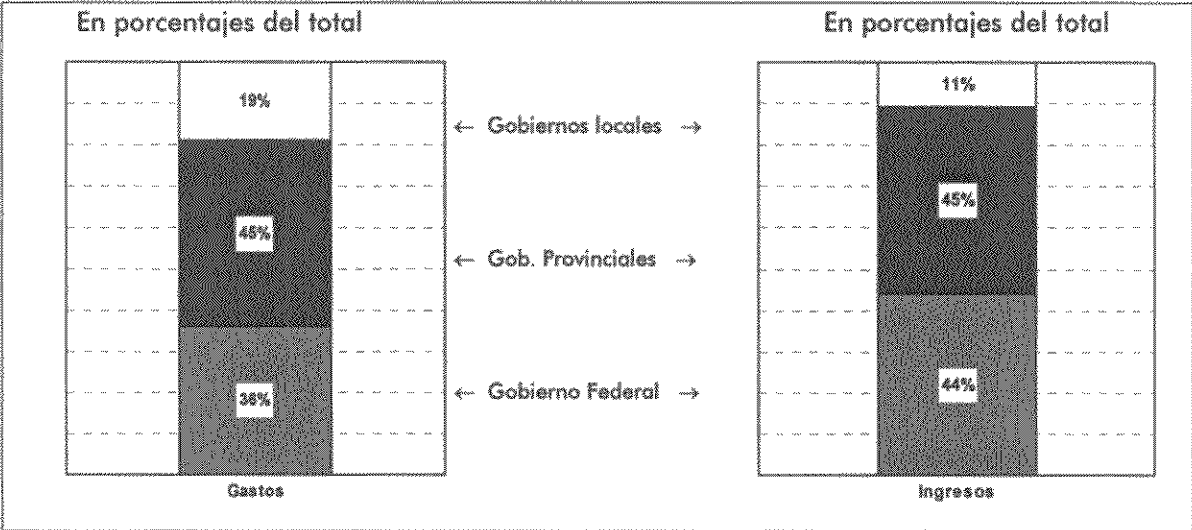 En porcentajes del total
19%
45%
36%
Gastos
← Gobiernos locales →
← Gob. Provinciales →
← Gobierno Federal →
En porcentajes del total
11%
45%
44%
Ingresos